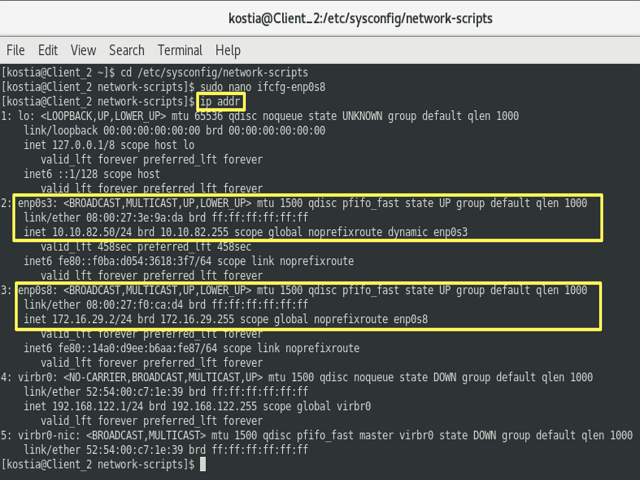 kostia@Client_2:/etc/sysconfig/network-scripts
File Edit View Search Terminal Help
[kostia@Client_2 ~]$ cd /etc/sysconfig/network-scripts
[kostia@Client_2 network-scripts]$ sudo nano ifcfg-enp0s8
[kostia@Client_2 network-scripts]$ ip addr
1: lo: <LOOPBACK,UP,LOWER_UP> mtu 65536 qdisc noqueue state UNKNOWN group default qlen 1000
link/loopback 00:00:00:00:00:00 brd 00:00:00:00:00:00
inet 127.0.0.1/8 scope host lo
valid_lft forever preferred_lft forever
inet6 ::1/128 scope host
valid_lft forever preferred_lft forever
2: enp0s3: <BROADCAST,MULTICAST,UP,LOWER_UP> mtu 1500 qdisc pfifo_fast state UP group default qlen 1000
link/ether 08:00:27:3e:9a:da brd ff:ff:ff:ff:ff:ff
inet 10.10.82.50/24 brd 10.10.82.255 scope global noprefixroute dynamic enp0s3
valid_lft 458sec preferred_lft 458sec
inet6 fe80::f0ba:d054:3618:3f7/64 scope link noprefixroute
valid_lft forever preferred_lft forever
3: enp0s8: <BROADCAST,MULTICAST,UP,LOWER_UP> mtu 1500 qdisc pfifo_fast state UP group default qlen 1000
link/ether 08:00:27:f0:ca:d4 brd ff:ff:ff:ff:ff:ff
inet 172.16.29.2/24 brd 172.16.29.255 scope global noprefixroute enp0s8
valid_lft forever preferred_lft forever
inet6 fe80::14a0:d9ee:b6aa:fe87/64 scope link noprefixroute
valid_lft forever preferred_lft forever
4: virbr0: <NO-CARRIER,BROADCAST,MULTICAST,UP> mtu 1500 qdisc noqueue state DOWN group default qlen 1000
link/ether 52:54:00:c7:1e:39 brd ff:ff:ff:ff:ff:ff
inet 192.168.122.1/24 brd 192.168.122.255 scope global virbr0
valid_lft forever preferred_lft forever
5: virbr0-nic: <BROADCAST,MULTICAST> mtu 1500 qdisc pfifo_fast master virbr0 state DOWN group default qlen 1000
link/ether 52:54:00:c7:1e:39 brd ff:ff:ff:ff:ff:ff
[kostia@Client_2 network-scripts]$